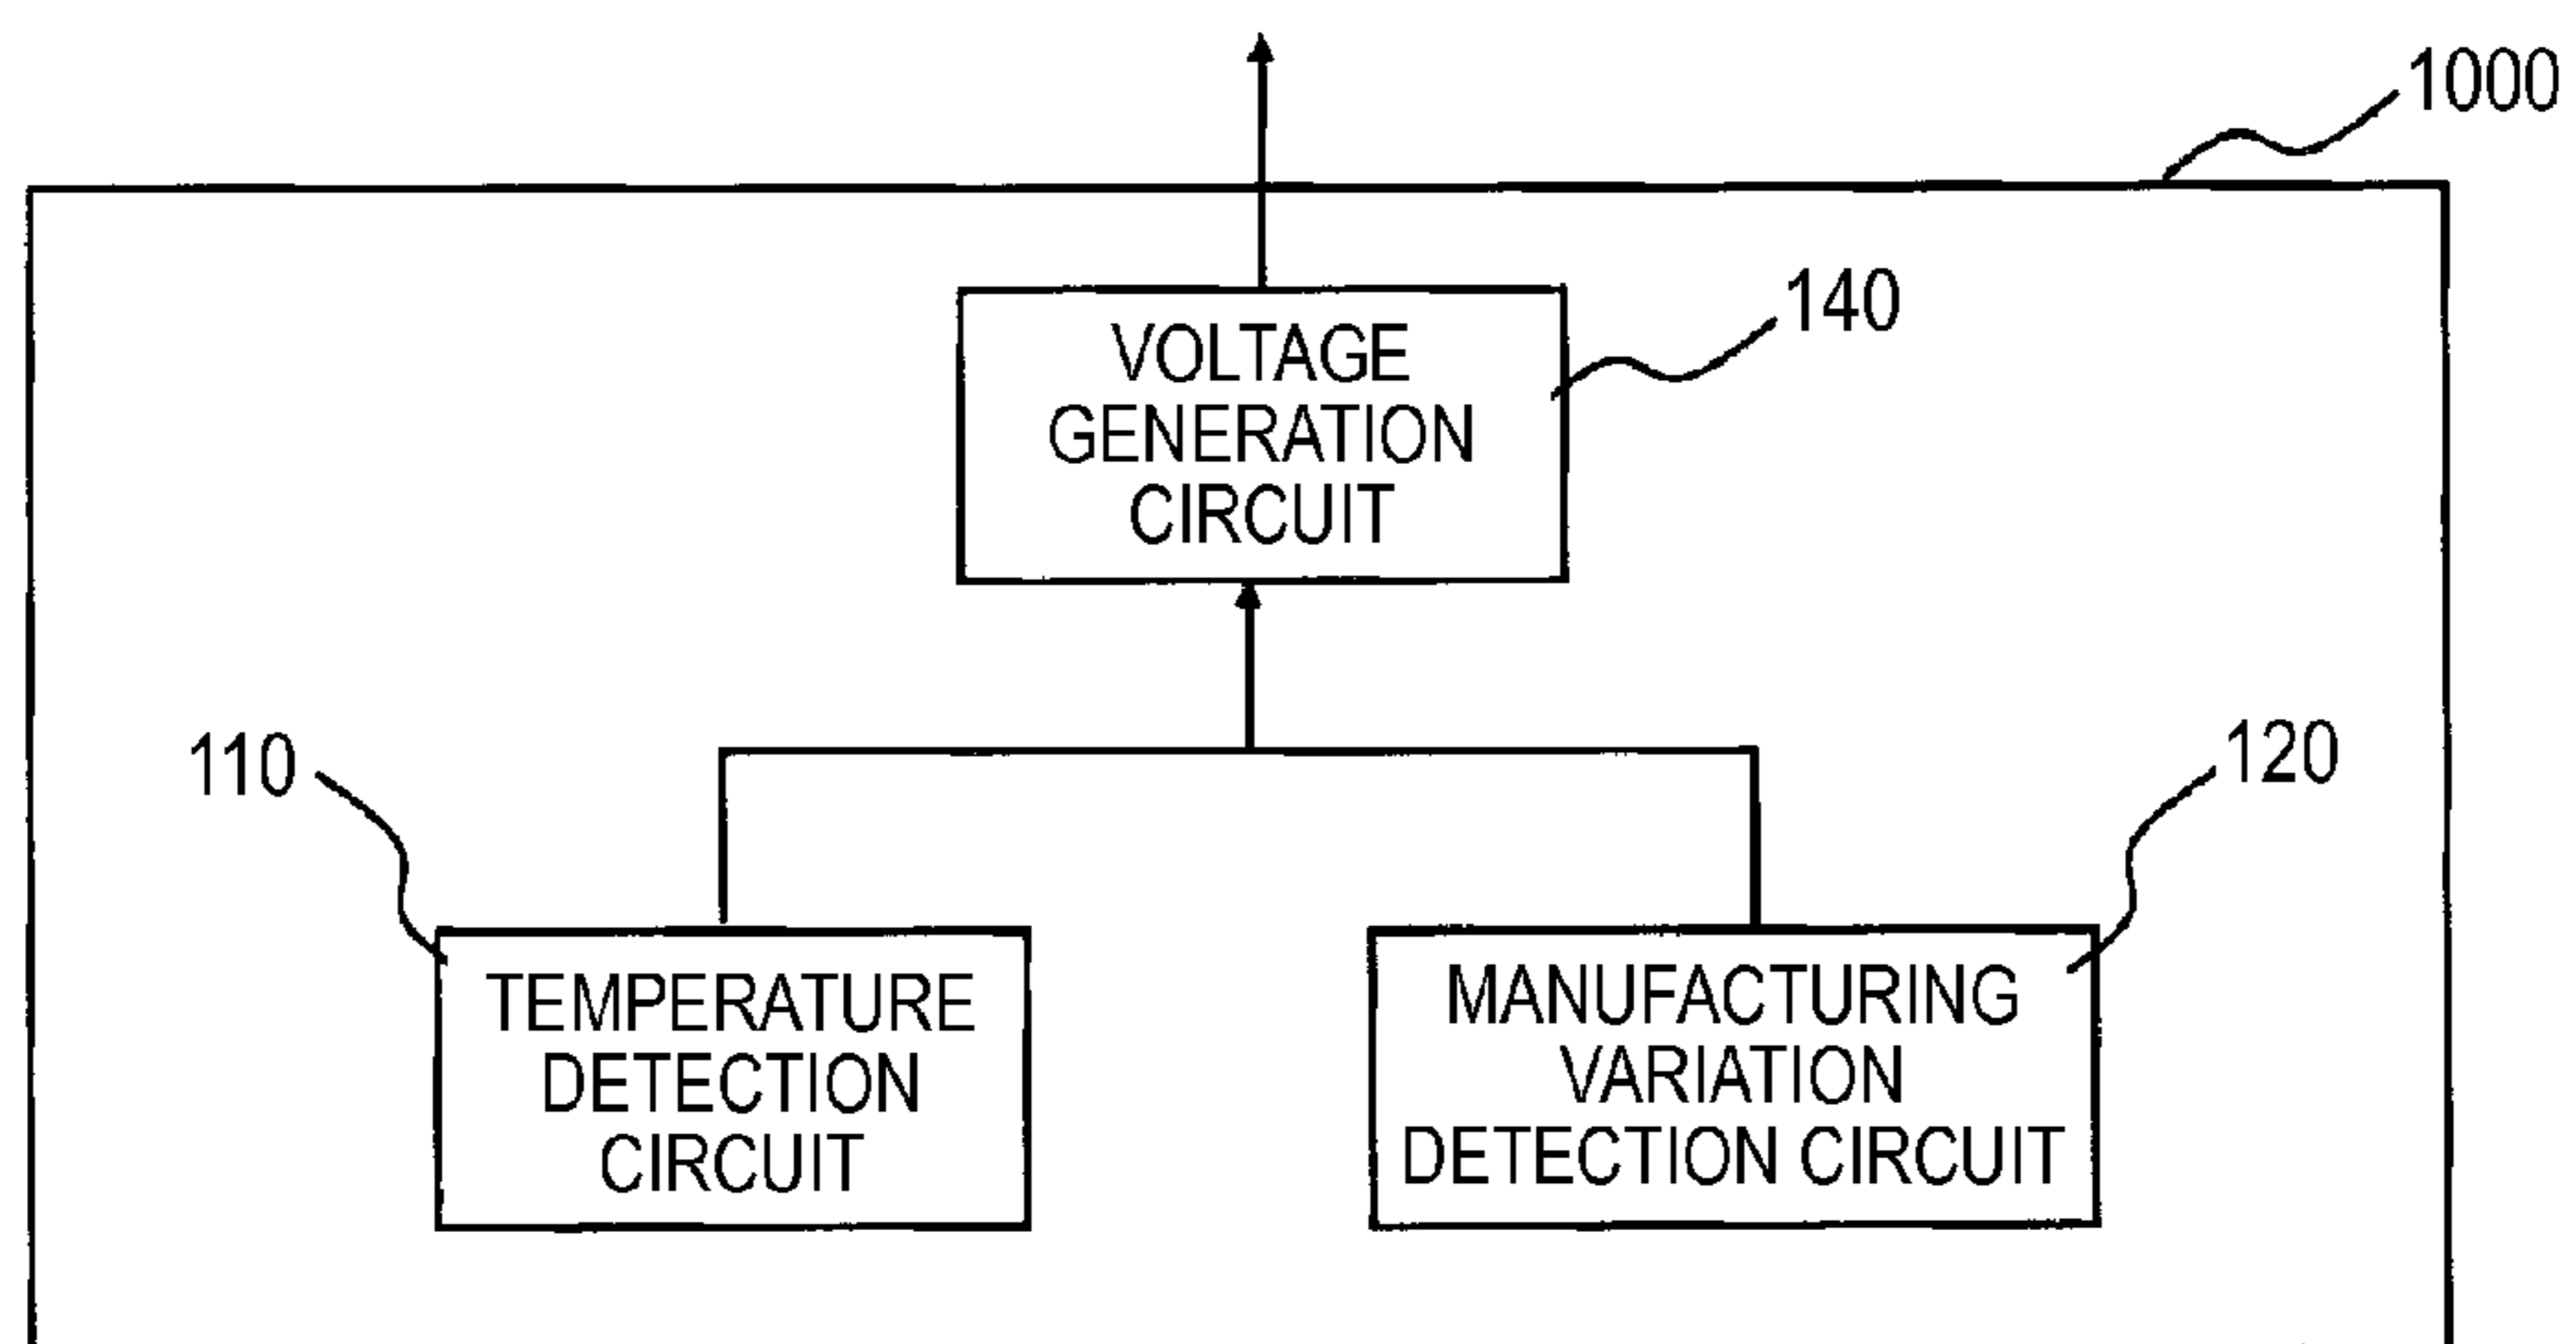 1000
140
VOLTAGE
GENERATION
CIRCUIT
110
120
TEMPERATURE
DETECTION
CIRCUIT
MANUFACTURING
VARIATION
DETECTION CIRCUIT